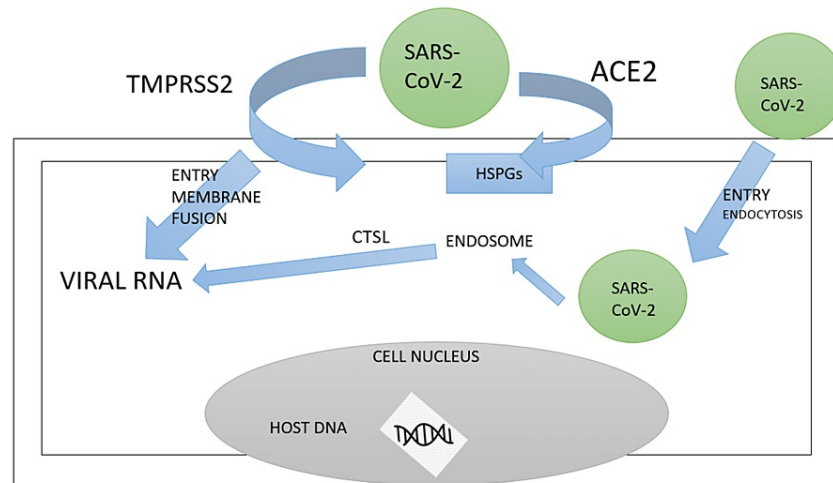 TMPRSS2
SARS-
CoV-2
ACE2
SARS-
CoV-2
ENTRY
MEMBRANE
FUSION
HSPGs
ENTRY
ENDOCYTOSIS
CTSL
ENDOSOME
VIRAL RNA
SARS-
CoV-2
CELL NUCLEUS
HOST DNA